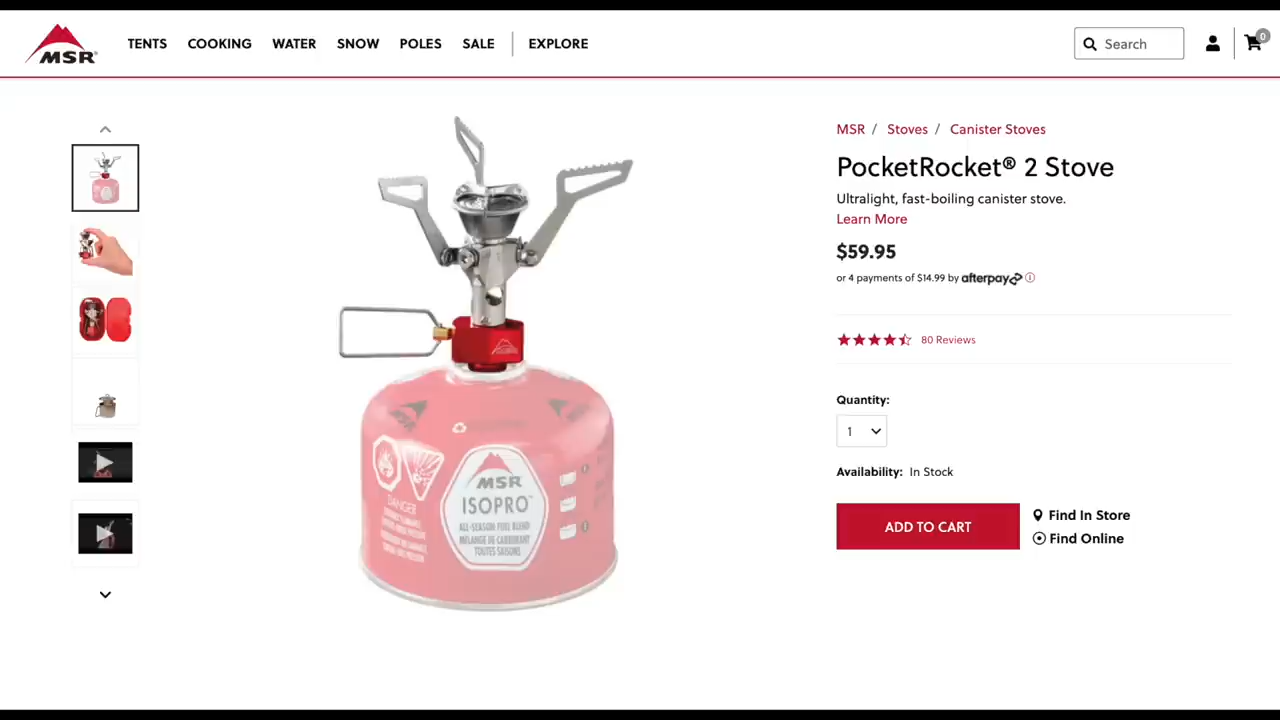 MSR
TENTS COOKING WATER SNOW POLES SALE EXPLORE
Search
0
MSR / Stoves / Canister Stoves
PocketRocket® 2 Stove
Ultralight, fast-boiling canister stove.
Learn More
$59.95
or 4 payments of $14.99 by afterpay
80 Reviews
Quantity:
1
Availability: In Stock
ADD TO CART
Find In Store
Find Online
DANGER
MSR
ISOPRO™
ALL-SEASON FUEL BLEND
MÉLANGE DE CARBURANT
TOUTES SAISONS